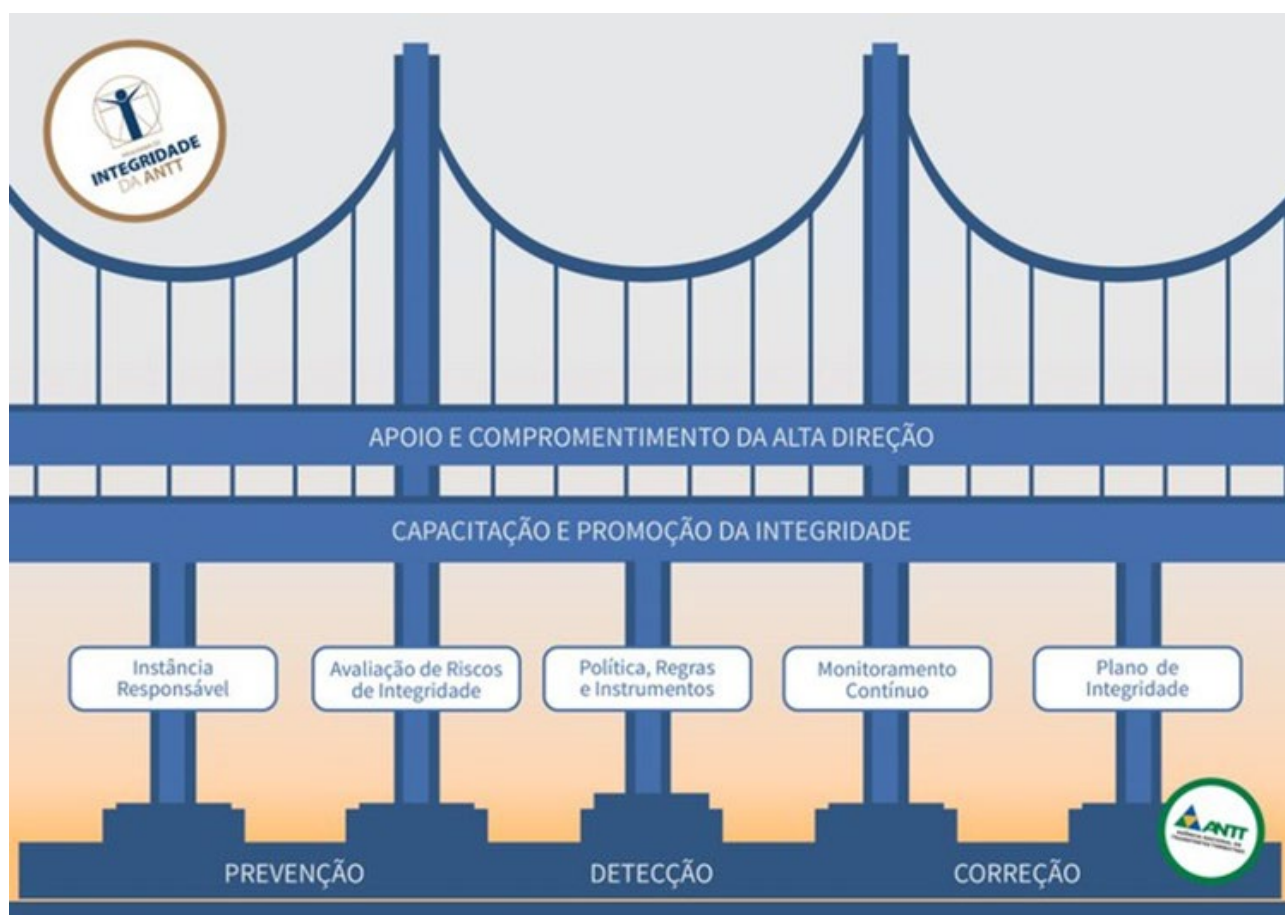 INTEGRIDADE
DA ANTT
APOIO E COMPROMENTIMENTO DA ALTA DIREÇÃO
CAPACITAÇÃO E PROMOÇÃO DA INTEGRIDADE
Instância
Responsável
Avaliação de Riscos
de Integridade
Política, Regras
e Instrumentos
Monitoramento
Contínuo
Plano de
Integridade
PREVENÇÃO
DETECÇÃO
CORREÇÃO
ANTT